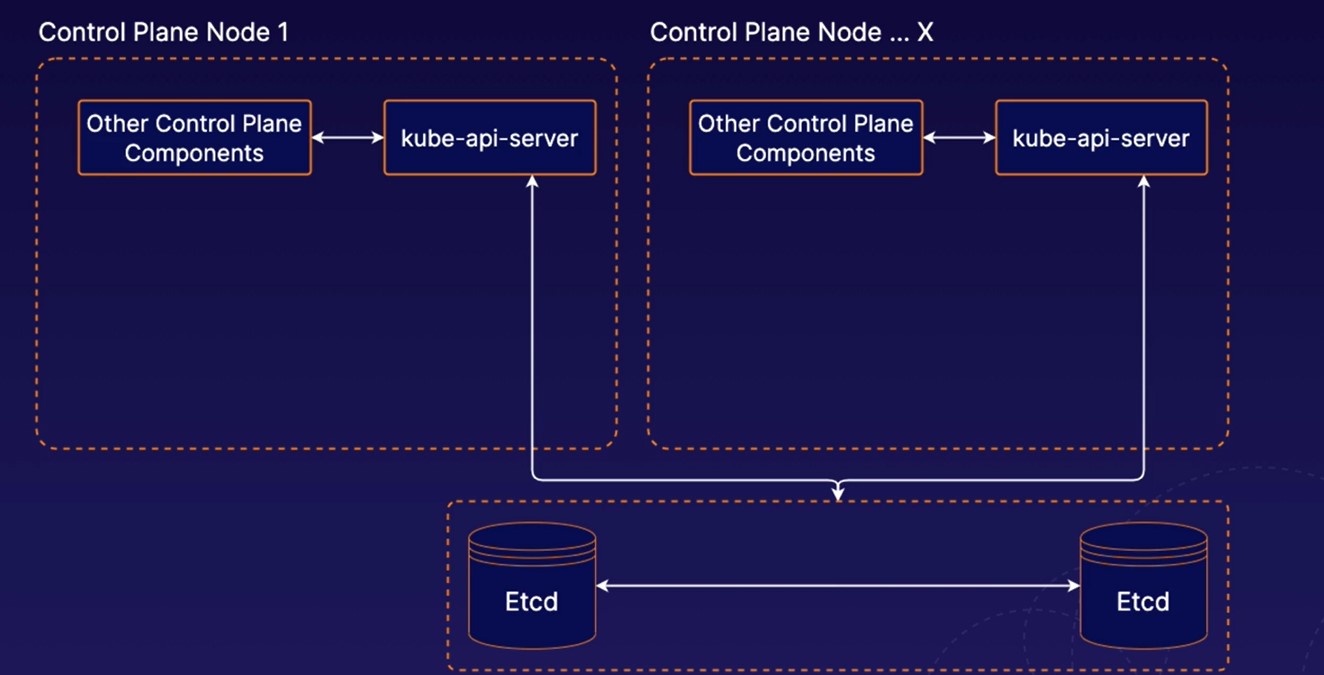 Control Plane Node 1
Control Plane Node ... X
Other Control Plane
Components
kube-api-server
Other Control Plane
Components
kube-api-server
Etcd
Etcd